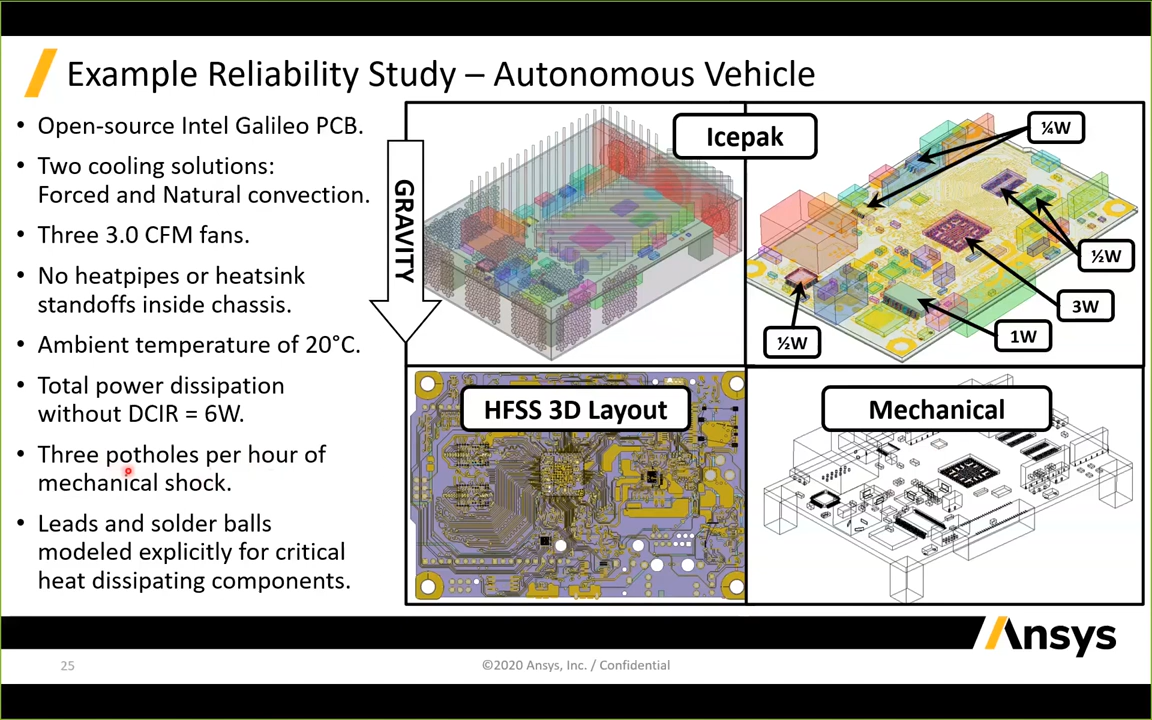 Example Reliability Study – Autonomous Vehicle
• Open-source Intel Galileo PCB.
• Two cooling solutions:
Forced and Natural convection.
• Three 3.0 CFM fans.
• No heatpipes or heatsink
standoffs inside chassis.
• Ambient temperature of 20°C.
• Total power dissipation
without DCIR = 6W.
• Three potholes per hour of
mechanical shock.
• Leads and solder balls
modeled explicitly for critical
heat dissipating components.
GRAVITY
Icepak
¼W
½W
3W
1W
½W
HFSS 3D Layout
Mechanical
Ansys
25
©2020 Ansys, Inc. / Confidential